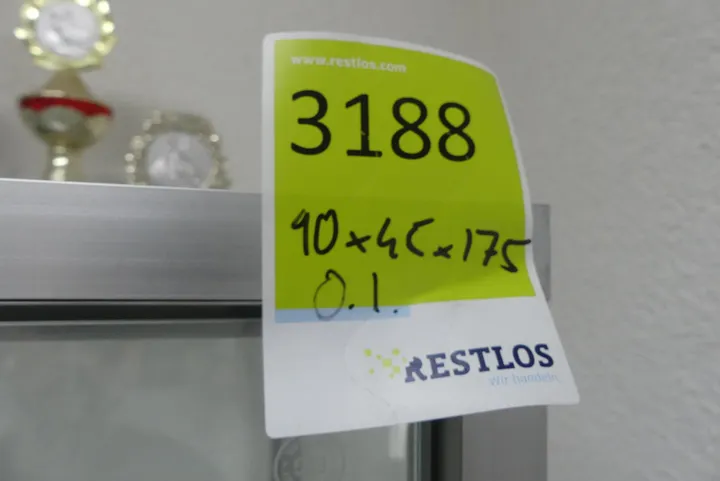 www.restlos.com
3188
90x45x175
O.I.
RESTLOS
Wir handeln.